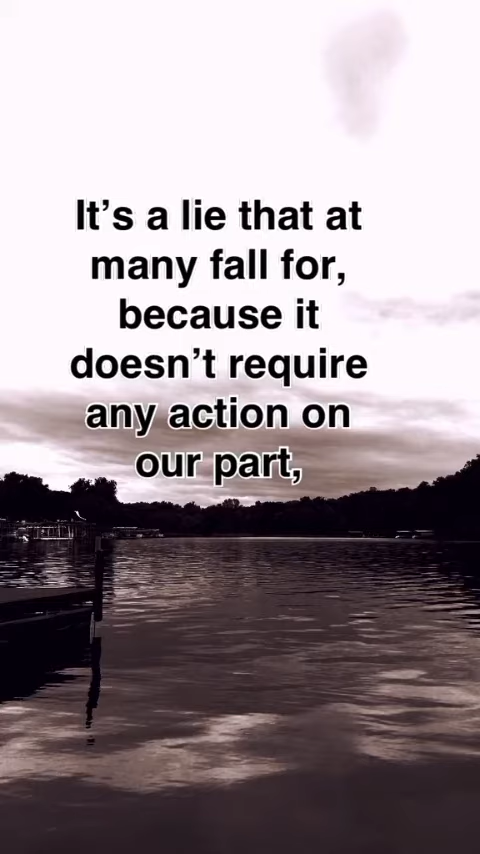 It’s a lie that at
many fall for,
because it
doesn’t require
any action on
our part,